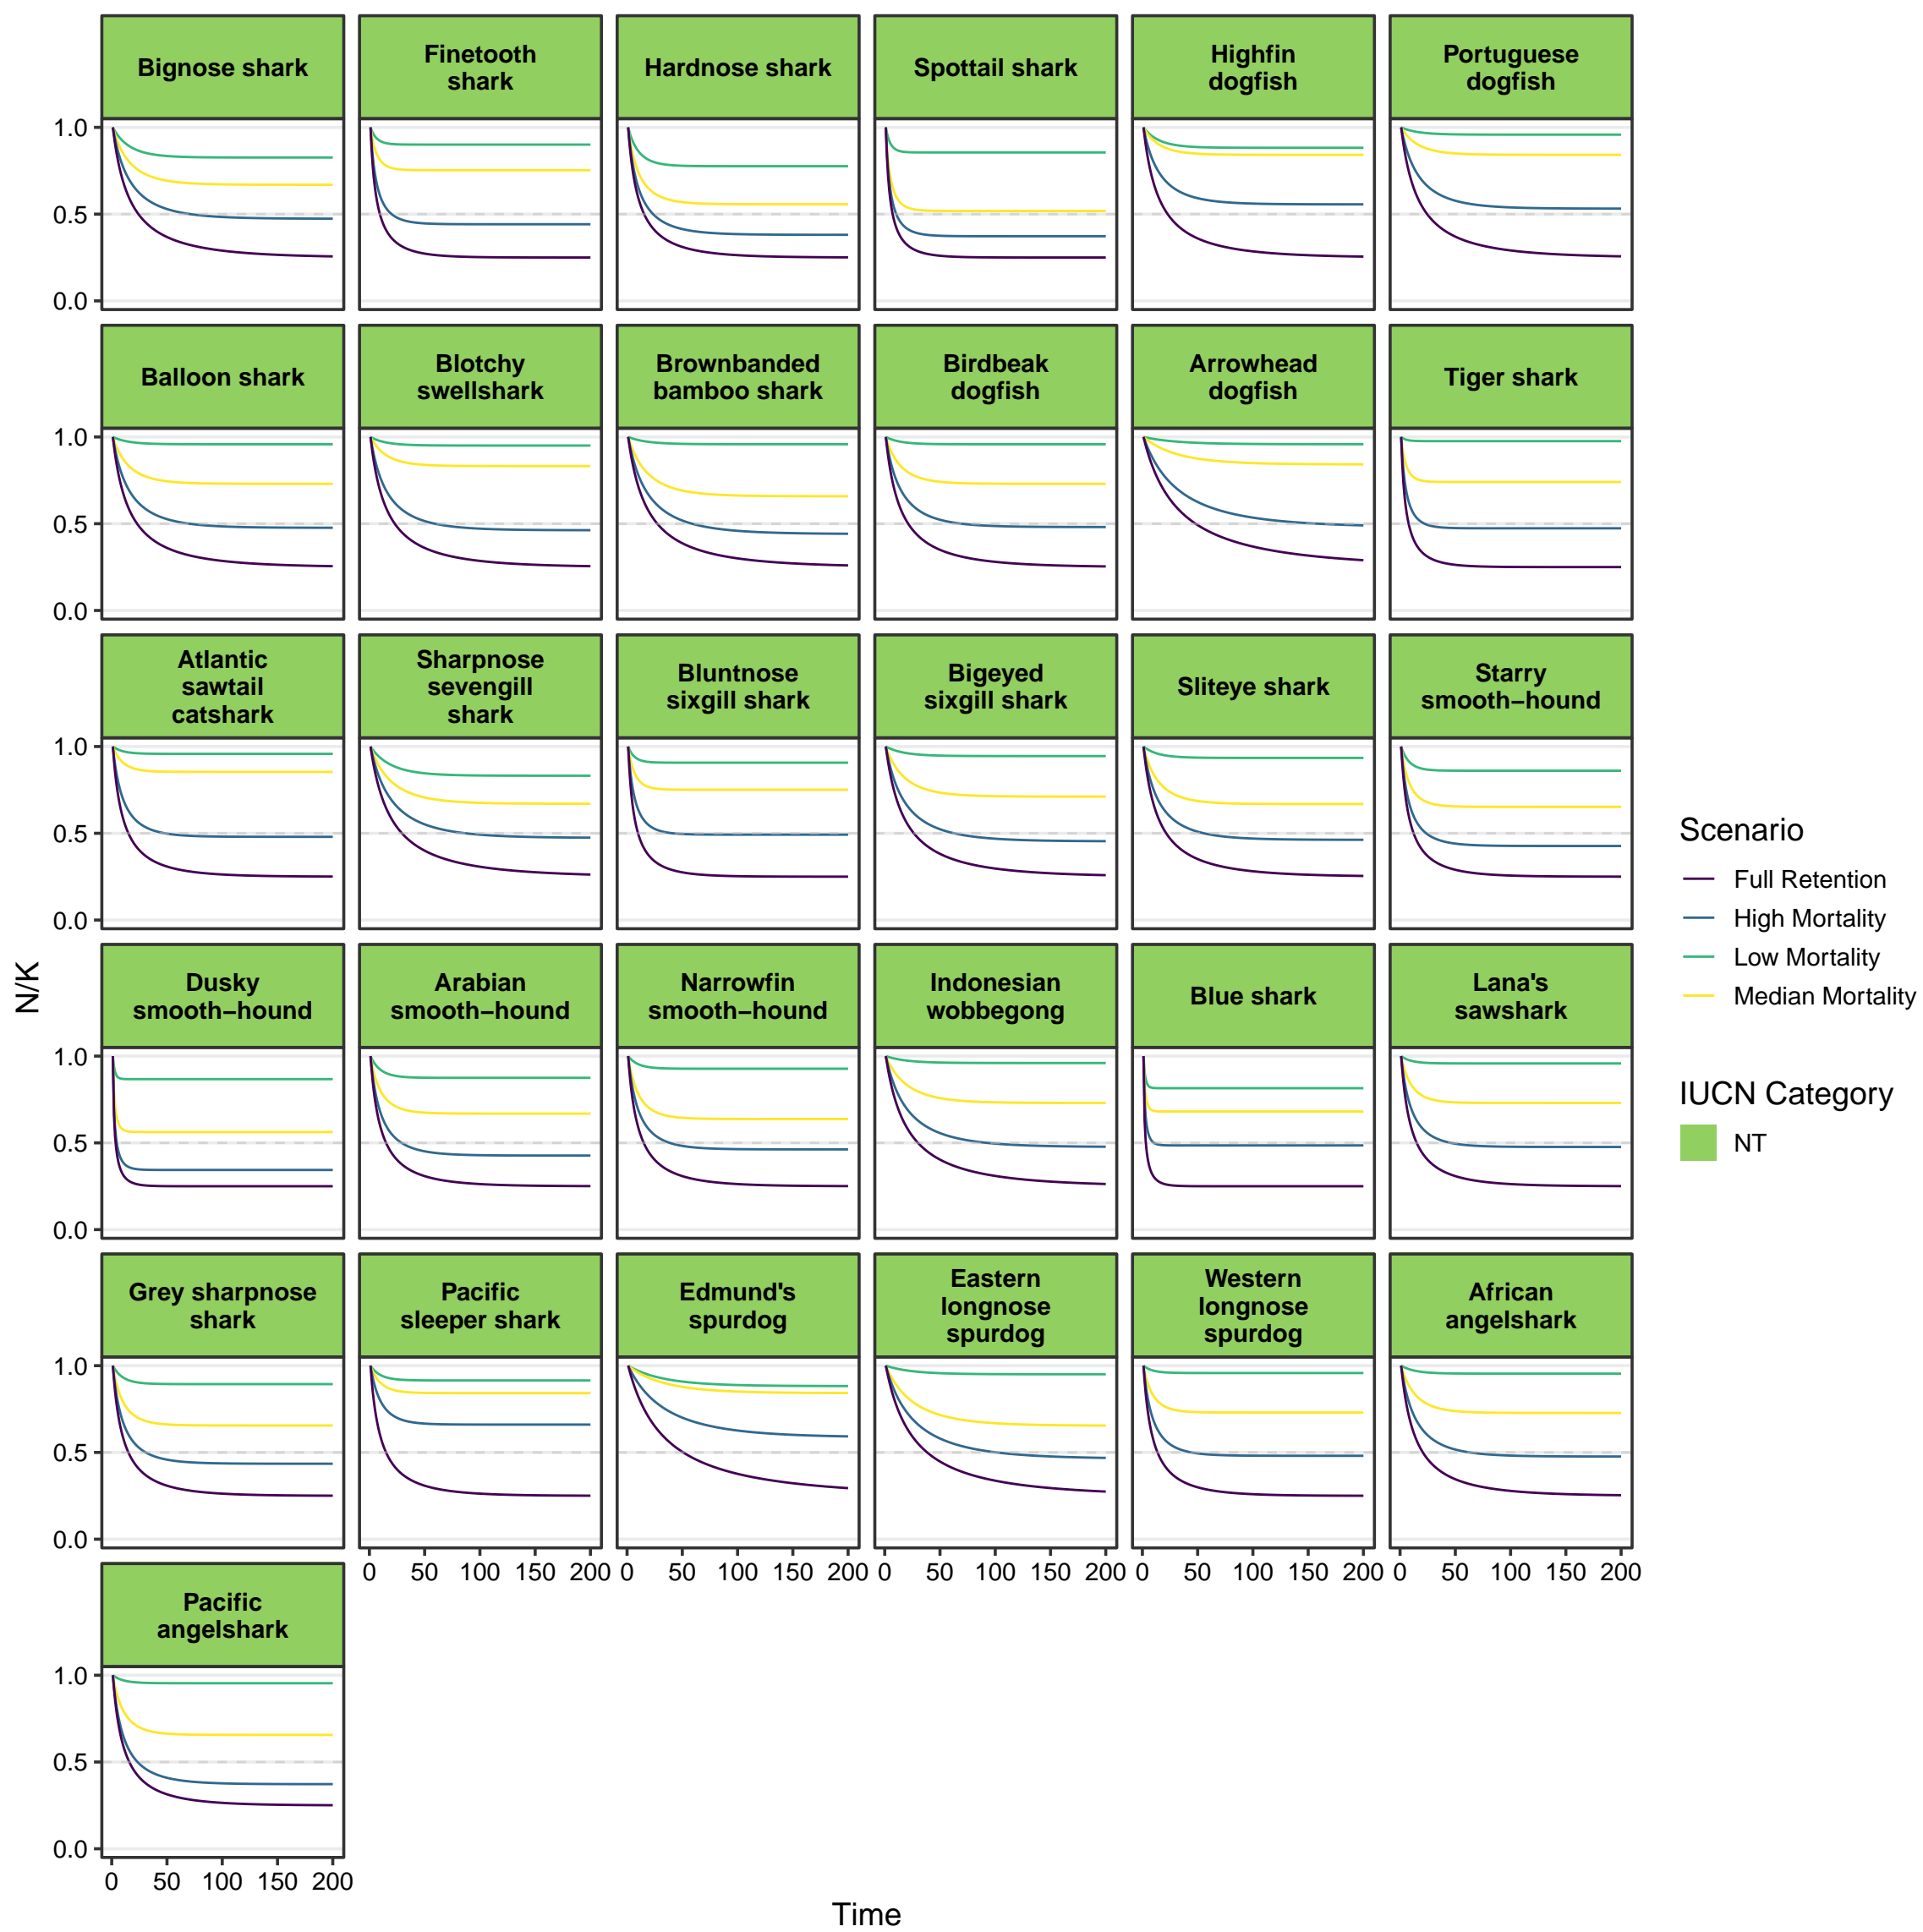 Bignose shark
Finetooth
shark
Hardnose shark
Spottail shark
Highfin
dogfish
Portuguese
dogfish
1.0
0.5
0.0
Balloon shark
Blotchy
swellshark
Brownbanded
bamboo shark
Birdbeak
dogfish
Arrowhead
dogfish
Tiger shark
1.0
0.5
0.0
Atlantic
sawtail
catshark
Sharpnose
sevengill
shark
Bluntnose
sixgill shark
Bigeyed
sixgill shark
Sliteye shark
Starry
smooth−hound
1.0
0.5
0.0
Dusky
smooth−hound
Arabian
smooth−hound
Narrowfin
smooth−hound
Indonesian
wobbegong
Blue shark
Lana's
sawshark
1.0
0.5
0.0
Grey sharpnose
shark
Pacific
sleeper shark
Edmund's
spurdog
Eastern
longnose
spurdog
Western
longnose
spurdog
African
angelshark
1.0
0.5
0.0
0 50 100 150 200
0 50 100 150 200
0 50 100 150 200
0 50 100 150 200
0 50 100 150 200
Pacific
angelshark
1.0
0.5
0.0
0 50 100 150 200
Time
N/K
Scenario
Full Retention
High Mortality
Low Mortality
Median Mortality
IUCN Category
NT